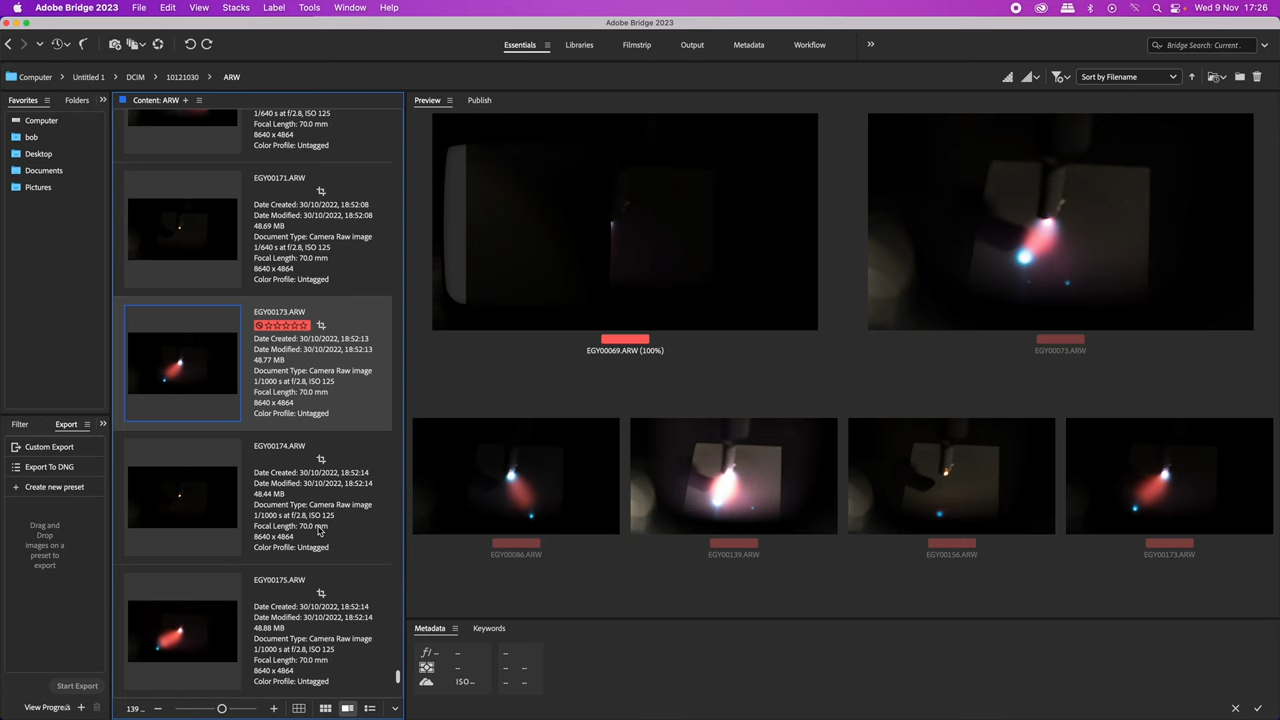 Adobe Bridge 2023 File Edit View Stacks Label Tools Window Help Wed 9 Nov 17:26
Adobe Bridge 2023
Essentials Libraries Filmstrip Output Metadata Workflow Bridge Search: Current .
Computer Untitled 1 DCIM 10121030 ARW Sort by Filename
Favorites Folders
Computer
bob
Desktop
Documents
Pictures
Filter Export
Custom Export
Export To DNG
Create new preset
Drag and
Drop
images on a
preset to
export
Start Export
View Progress
Content: ARW
1/640 s at f/2.8, ISO 125
Focal Length: 70.0 mm
8640 x 4864
Color Profile: Untagged
EGY00171.ARW
Date Created: 30/10/2022, 18:52:08
Date Modified: 30/10/2022, 18:52:08
48.69 MB
Document Type: Camera Raw image
1/640 s at f/2.8, ISO 125
Focal Length: 70.0 mm
8640 x 4864
Color Profile: Untagged
EGY00173.ARW
Date Created: 30/10/2022, 18:52:13
Date Modified: 30/10/2022, 18:52:13
48.77 MB
Document Type: Camera Raw image
1/1000 s at f/2.8, ISO 125
Focal Length: 70.0 mm
8640 x 4864
Color Profile: Untagged
EGY00174.ARW
Date Created: 30/10/2022, 18:52:14
Date Modified: 30/10/2022, 18:52:14
48.44 MB
Document Type: Camera Raw image
1/1000 s at f/2.8, ISO 125
Focal Length: 70.0 mm
8640 x 4864
Color Profile: Untagged
EGY00175.ARW
Date Created: 30/10/2022, 18:52:14
Date Modified: 30/10/2022, 18:52:14
48.88 MB
Document Type: Camera Raw image
1/1000 s at f/2.8, ISO 125
Focal Length: 70.0 mm
8640 x 4864
Color Profile: Untagged
139...
Preview Publish
EGY00069.ARW (100%) EGY00073.ARW
EGY00086.ARW EGY00139.ARW EGY00156.ARW EGY00173.ARW
Metadata Keywords
f/ -- -- --
-- -- --
ISO-- -- --